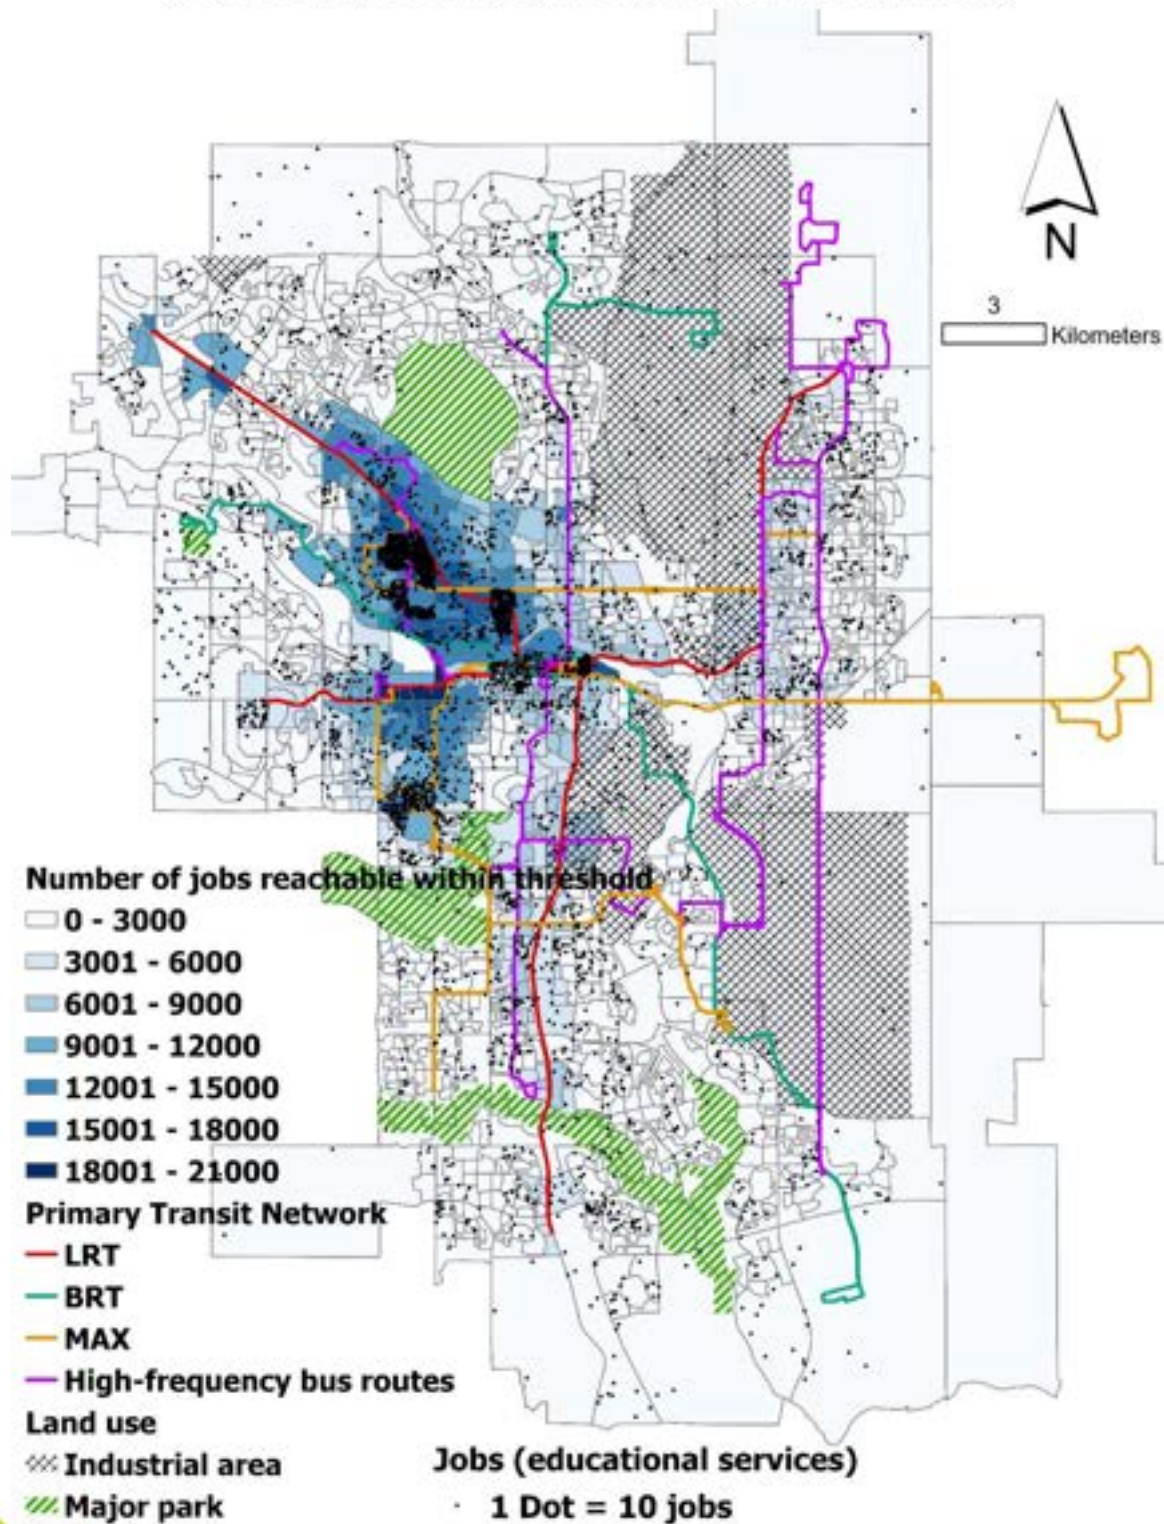 N
3
Kilometers
Number of jobs reachable within threshold
0 - 3000
3001 - 6000
6001 - 9000
9001 - 12000
12001 - 15000
15001 - 18000
18001 - 21000
Primary Transit Network
LRT
BRT
MAX
High-frequency bus routes
Land use
Industrial area
Major park
Jobs (educational services)
1 Dot = 10 jobs